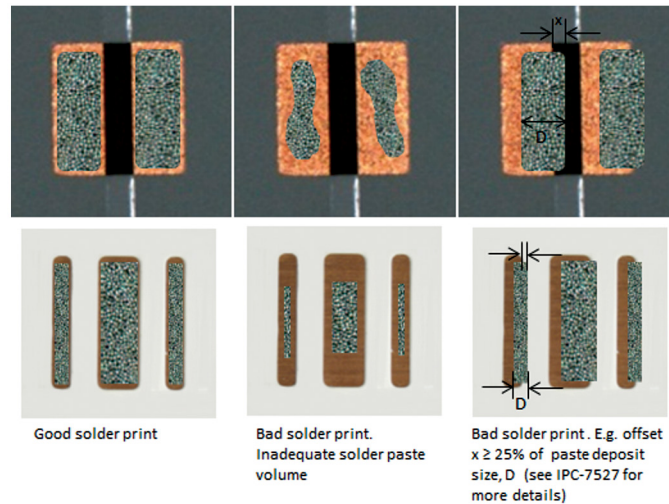 x
D
D
Good solder print
Bad solder print.
Inadequate solder paste
volume
Bad solder print . E.g. offset
x ≥ 25% of paste deposit
size, D (see IPC-7527 for
more details)